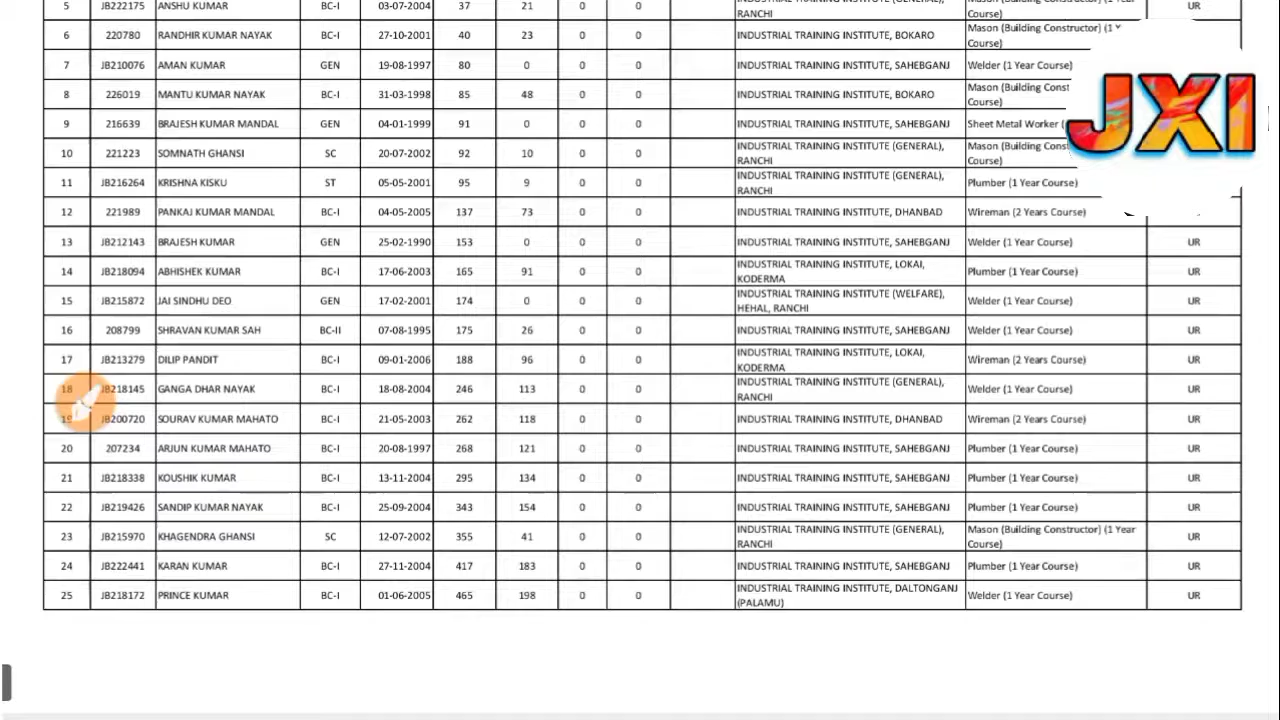 5 JB222175 ANSHU KUMAR BC-I 03-07-2004 37 21 0 0 INDUSTRIAL TRAINING INSTITUTE (GENERAL), RANCHI Mason (Building Constructor) (1 Year Course) UR
6 220780 RANDHIR KUMAR NAYAK BC-I 27-10-2001 40 23 0 0 INDUSTRIAL TRAINING INSTITUTE, BOKARO Mason (Building Constructor) (1 Y Course)
7 JB210076 AMAN KUMAR GEN 19-08-1997 80 0 0 0 INDUSTRIAL TRAINING INSTITUTE, SAHEBGANJ Welder (1 Year Course)
8 226019 MANTU KUMAR NAYAK BC-I 31-03-1998 85 48 0 0 INDUSTRIAL TRAINING INSTITUTE, BOKARO Mason (Building Const Course)
9 216639 BRAJESH KUMAR MANDAL GEN 04-01-1999 91 0 0 0 INDUSTRIAL TRAINING INSTITUTE, SAHEBGANJ Sheet Metal Worker (
10 221223 SOMNATH GHANSI SC 20-07-2002 92 10 0 0 INDUSTRIAL TRAINING INSTITUTE (GENERAL), RANCHI Mason (Building Const Course)
JXI
11 JB216264 KRISHNA KISKU ST 05-05-2001 95 9 0 0 INDUSTRIAL TRAINING INSTITUTE (GENERAL), RANCHI Plumber (1 Year Course)
12 221989 PANKAJ KUMAR MANDAL BC-I 04-05-2005 137 73 0 0 INDUSTRIAL TRAINING INSTITUTE, DHANBAD Wireman (2 Years Course) UR
13 JB212143 BRAJESH KUMAR GEN 25-02-1990 153 0 0 0 INDUSTRIAL TRAINING INSTITUTE, SAHEBGANJ Welder (1 Year Course) UR
14 JB218094 ABHISHEK KUMAR BC-I 17-06-2003 165 91 0 0 INDUSTRIAL TRAINING INSTITUTE, LOKAI, KODERMA Plumber (1 Year Course) UR
15 JB215872 JAI SINDHU DEO GEN 17-02-2001 174 0 0 0 INDUSTRIAL TRAINING INSTITUTE (WELFARE), HEHAL, RANCHI Welder (1 Year Course) UR
16 208799 SHRAVAN KUMAR SAH BC-II 07-08-1995 175 26 0 0 INDUSTRIAL TRAINING INSTITUTE, SAHEBGANJ Welder (1 Year Course) UR
17 JB213279 DILIP PANDIT BC-I 09-01-2006 188 96 0 0 INDUSTRIAL TRAINING INSTITUTE, LOKAI, KODERMA Wireman (2 Years Course) UR
18 JB218145 GANGA DHAR NAYAK BC-I 18-08-2004 246 113 0 0 INDUSTRIAL TRAINING INSTITUTE (GENERAL), RANCHI Welder (1 Year Course) UR
19 JB200720 SOURAV KUMAR MAHATO BC-I 21-05-2003 262 118 0 0 INDUSTRIAL TRAINING INSTITUTE, DHANBAD Wireman (2 Years Course) UR
20 207234 ARJUN KUMAR MAHATO BC-I 20-08-1997 268 121 0 0 INDUSTRIAL TRAINING INSTITUTE, SAHEBGANJ Plumber (1 Year Course) UR
21 JB218338 KOUSHIK KUMAR BC-I 13-11-2004 295 134 0 0 INDUSTRIAL TRAINING INSTITUTE, SAHEBGANJ Plumber (1 Year Course) UR
22 JB219426 SANDIP KUMAR NAYAK BC-I 25-09-2004 343 154 0 0 INDUSTRIAL TRAINING INSTITUTE, SAHEBGANJ Plumber (1 Year Course) UR
23 JB215970 KHAGENDRA GHANSI SC 12-07-2002 355 41 0 0 INDUSTRIAL TRAINING INSTITUTE (GENERAL), RANCHI Mason (Building Constructor) (1 Year Course) UR
24 JB222441 KARAN KUMAR BC-I 27-11-2004 417 183 0 0 INDUSTRIAL TRAINING INSTITUTE, SAHEBGANJ Plumber (1 Year Course) UR
25 JB218172 PRINCE KUMAR BC-I 01-06-2005 465 198 0 0 INDUSTRIAL TRAINING INSTITUTE, DALTONGANJ (PALAMU) Welder (1 Year Course) UR